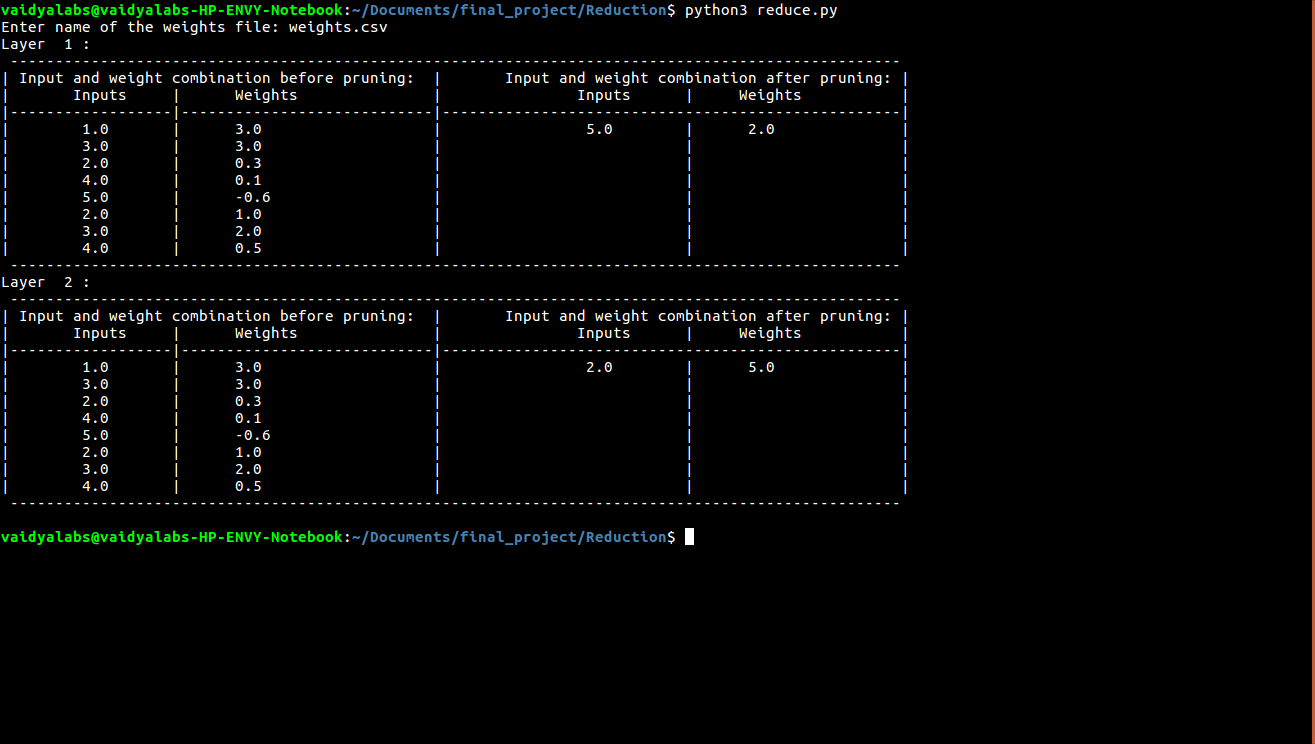 vaidyalabs@vaidyalabs-HP-ENVY-Notebook:~/Documents/final_project/Reduction$ python3 reduce.py
Enter name of the weights file: weights.csv
Layer  1 :
 ---------------------------------------------------------------------------------------------------
| Input and weight combination before pruning:  |       Input and weight combination after pruning: |
|       Inputs     |      Weights               |               Inputs      |     Weights           |
|------------------|----------------------------|---------------------------------------------------|
|        1.0       |      3.0                   |                5.0        |      2.0              |
|        3.0       |      3.0                   |                           |                       |
|        2.0       |      0.3                   |                           |                       |
|        4.0       |      0.1                   |                           |                       |
|        5.0       |      -0.6                  |                           |                       |
|        2.0       |      1.0                   |                           |                       |
|        3.0       |      2.0                   |                           |                       |
|        4.0       |      0.5                   |                           |                       |
 ---------------------------------------------------------------------------------------------------
Layer  2 :
 ---------------------------------------------------------------------------------------------------
| Input and weight combination before pruning:  |       Input and weight combination after pruning: |
|       Inputs     |      Weights               |               Inputs      |     Weights           |
|------------------|----------------------------|---------------------------------------------------|
|        1.0       |      3.0                   |                2.0        |      5.0              |
|        3.0       |      3.0                   |                           |                       |
|        2.0       |      0.3                   |                           |                       |
|        4.0       |      0.1                   |                           |                       |
|        5.0       |      -0.6                  |                           |                       |
|        2.0       |      1.0                   |                           |                       |
|        3.0       |      2.0                   |                           |                       |
|        4.0       |      0.5                   |                           |                       |
 ---------------------------------------------------------------------------------------------------
vaidyalabs@vaidyalabs-HP-ENVY-Notebook:~/Documents/final_project/Reduction$